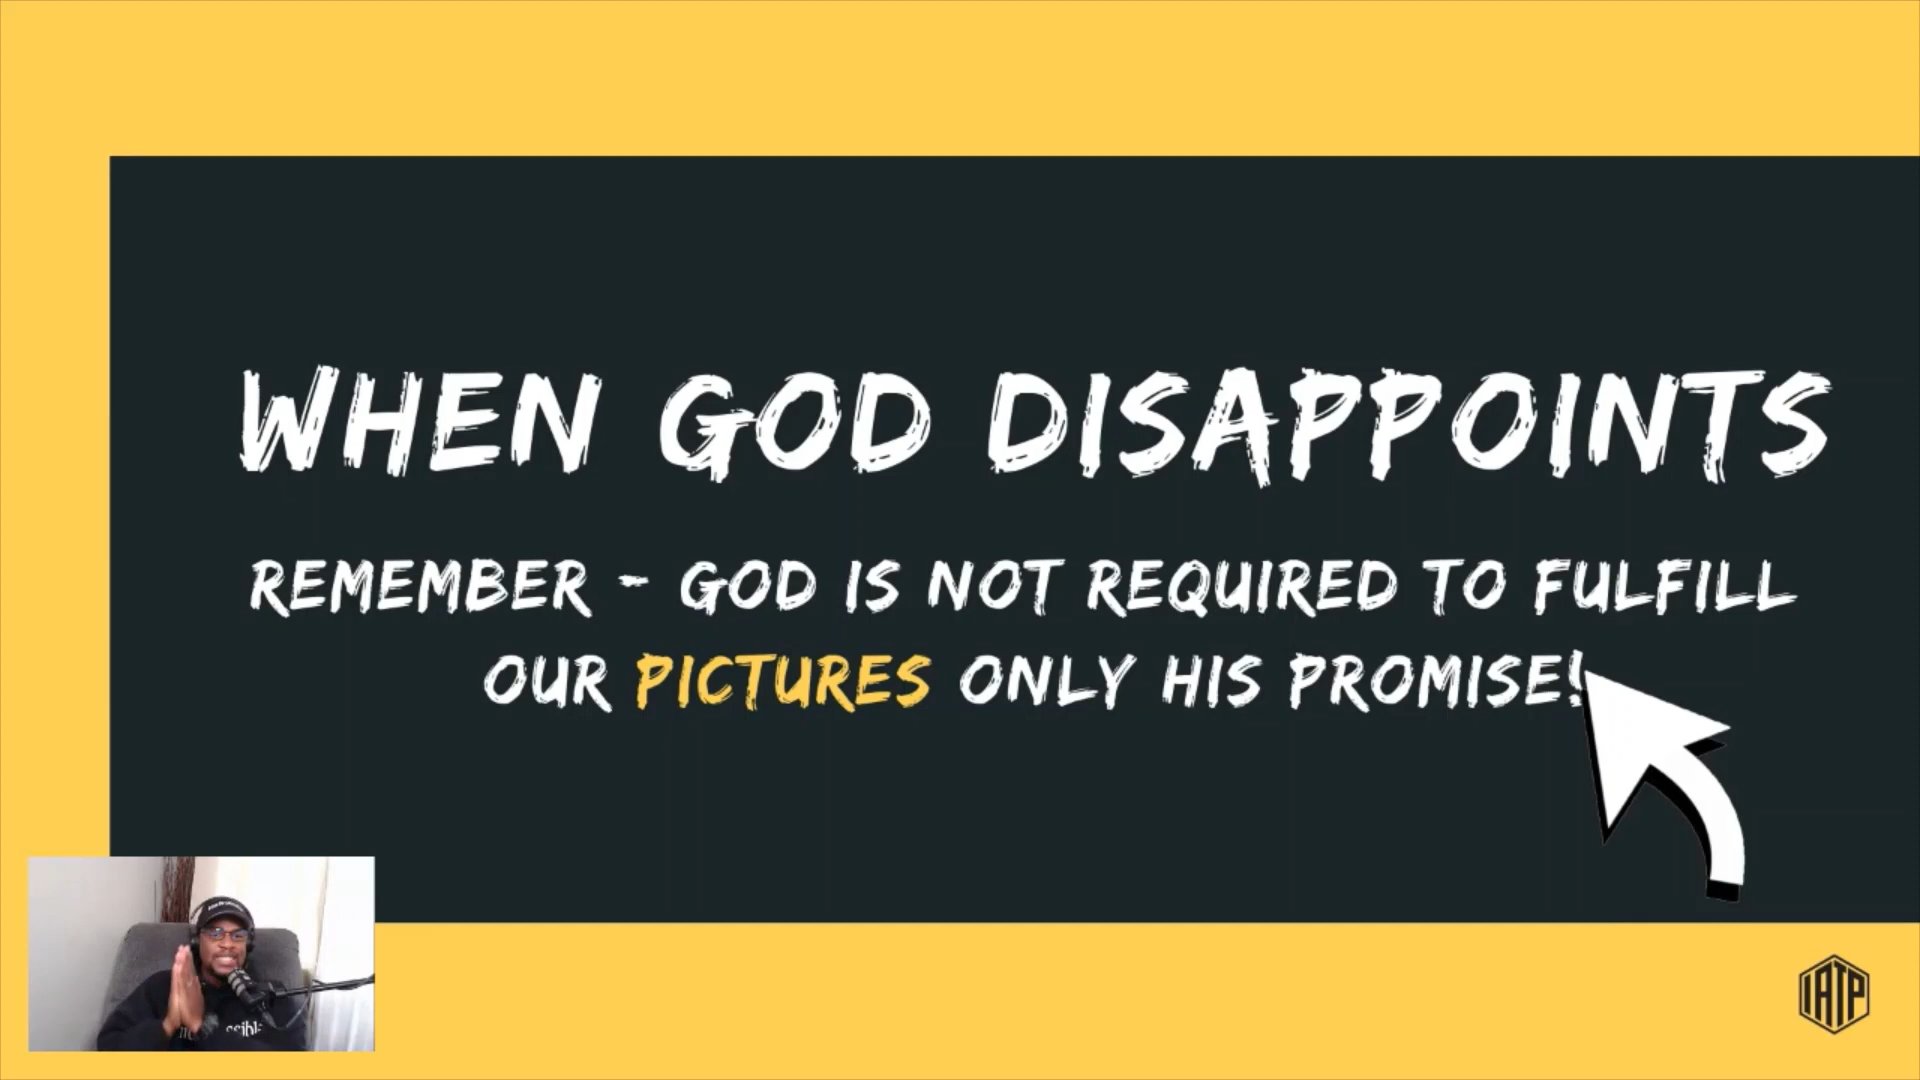 WHEN GOD DISAPPOINTS
REMEMBER - GOD IS NOT REQUIRED TO FULFILL
OUR PICTURES ONLY HIS PROMISE!
IATP